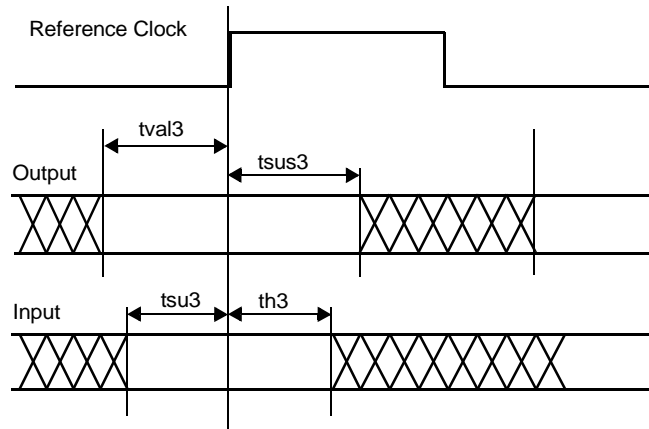 Reference Clock
tval3
tsus3
Output
tsu3
th3
Input